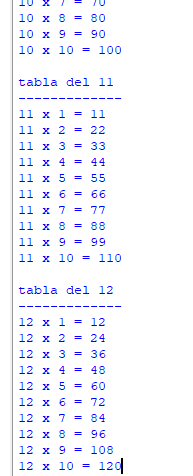 10 x 7 = 70
10 x 8 = 80
10 x 9 = 90
10 x 10 = 100
tabla del 11
-------------
11 x 1 = 11
11 x 2 = 22
11 x 3 = 33
11 x 4 = 44
11 x 5 = 55
11 x 6 = 66
11 x 7 = 77
11 x 8 = 88
11 x 9 = 99
11 x 10 = 110
tabla del 12
-------------
12 x 1 = 12
12 x 2 = 24
12 x 3 = 36
12 x 4 = 48
12 x 5 = 60
12 x 6 = 72
12 x 7 = 84
12 x 8 = 96
12 x 9 = 108
12 x 10 = 120